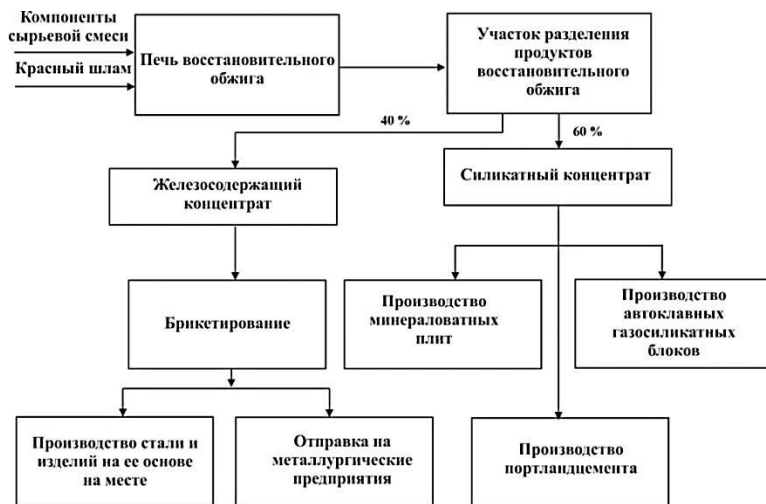 Компоненты
сырьевой смеси
Красный шлам
Печь восстановительного
обжига
Участок разделения
продуктов
восстановительного
обжига
40 %
60 %
Железосодержащий
концентрат
Силикатный концентрат
Брикетирование
Производство
минераловатных
плит
Производство
автоклавных
газосиликатных
блоков
Производство стали и
изделий на ее основе
на месте
Отправка на
металлургические
предприятия
Производство
портландцемента